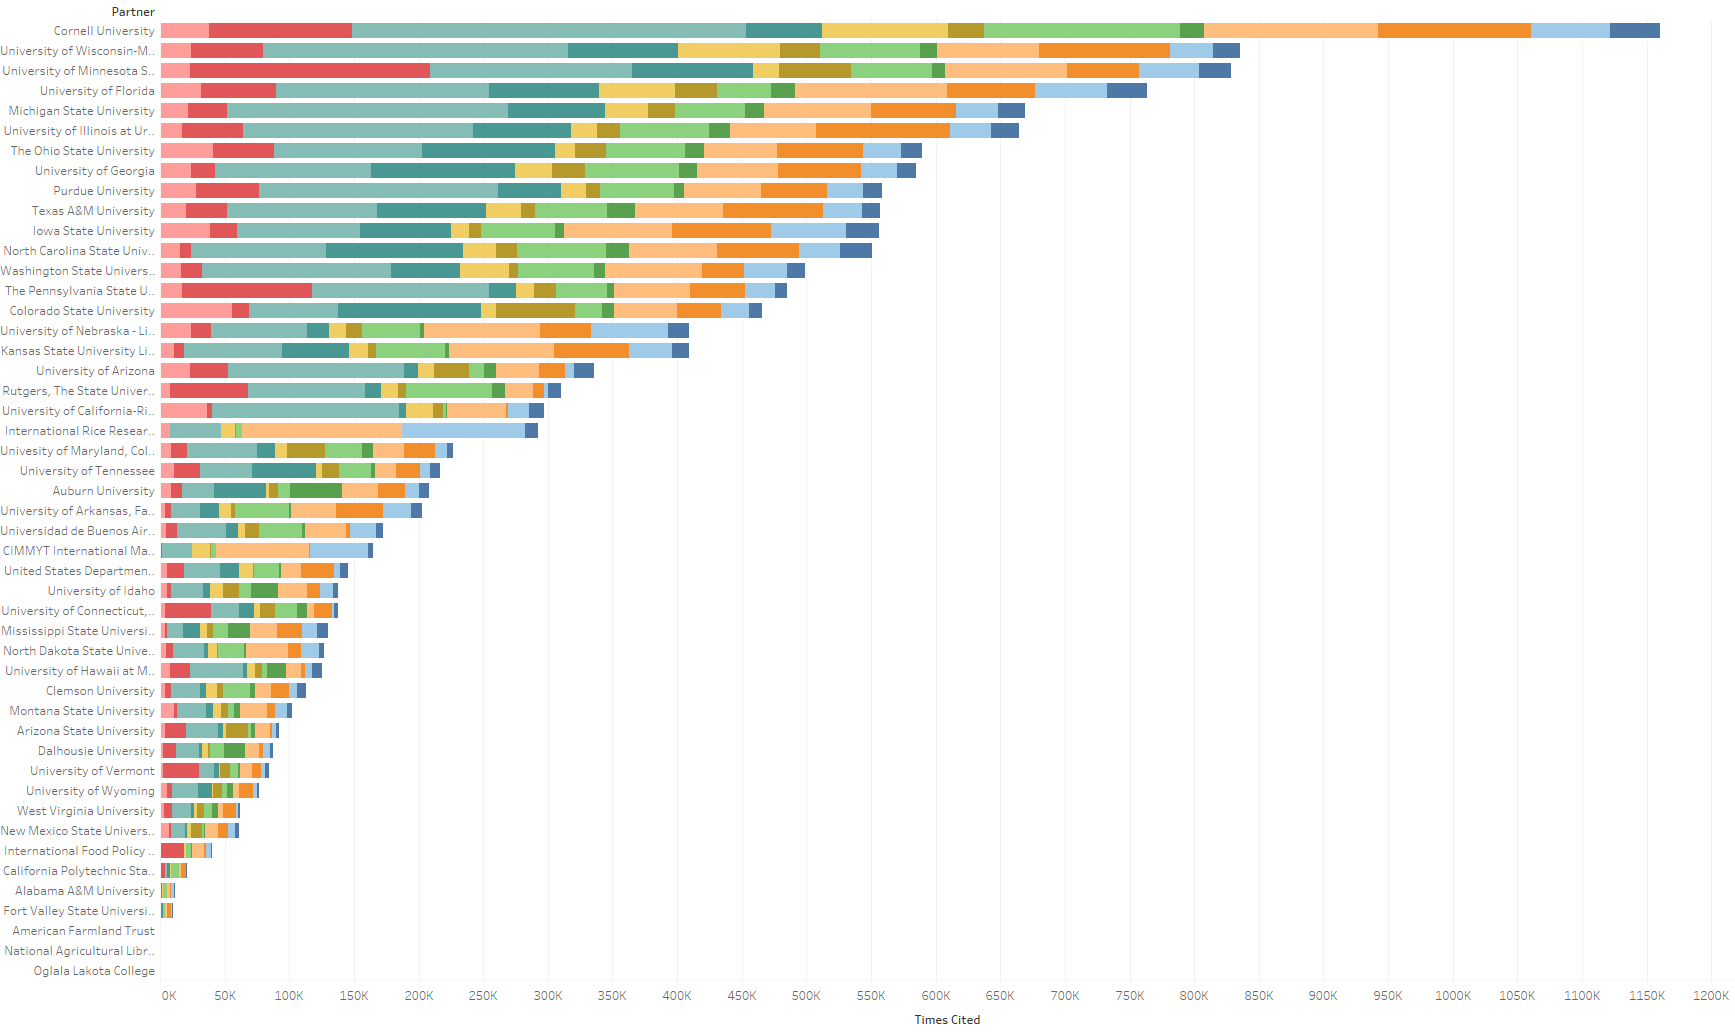 Partner
Cornell University
University of Wisconsin-M..
University of Minnesota S..
University of Florida
Michigan State University
University of Illinois at Ur..
The Ohio State University
University of Georgia
Purdue University
Texas A&M University
Iowa State University
North Carolina State Univ..
Washington State Univers..
The Pennsylvania State U..
Colorado State University
University of Nebraska - Li..
Kansas State University Li..
University of Arizona
Rutgers, The State Univer..
University of California-Ri..
International Rice Resear..
Univesity of Maryland, Col..
University of Tennessee
Auburn University
University of Arkansas, Fa..
Universidad de Buenos Air..
CIMMYT International Ma..
United States Departmen..
University of Idaho
University of Connecticut,..
Mississippi State Universi..
North Dakota State Unive..
University of Hawaii at M..
Clemson University
Montana State University
Arizona State University
Dalhousie University
University of Vermont
University of Wyoming
West Virginia University
New Mexico State Univers..
International Food Policy ..
California Polytechnic Sta..
Alabama A&M University
Fort Valley State Universi..
American Farmland Trust
National Agricultural Libr..
Oglala Lakota College
0K 50K 100K 150K 200K 250K 300K 350K 400K 450K 500K 550K 600K 650K 700K 750K 800K 850K 900K 950K 1000K 1050K 1100K 1150K 1200K
Times Cited